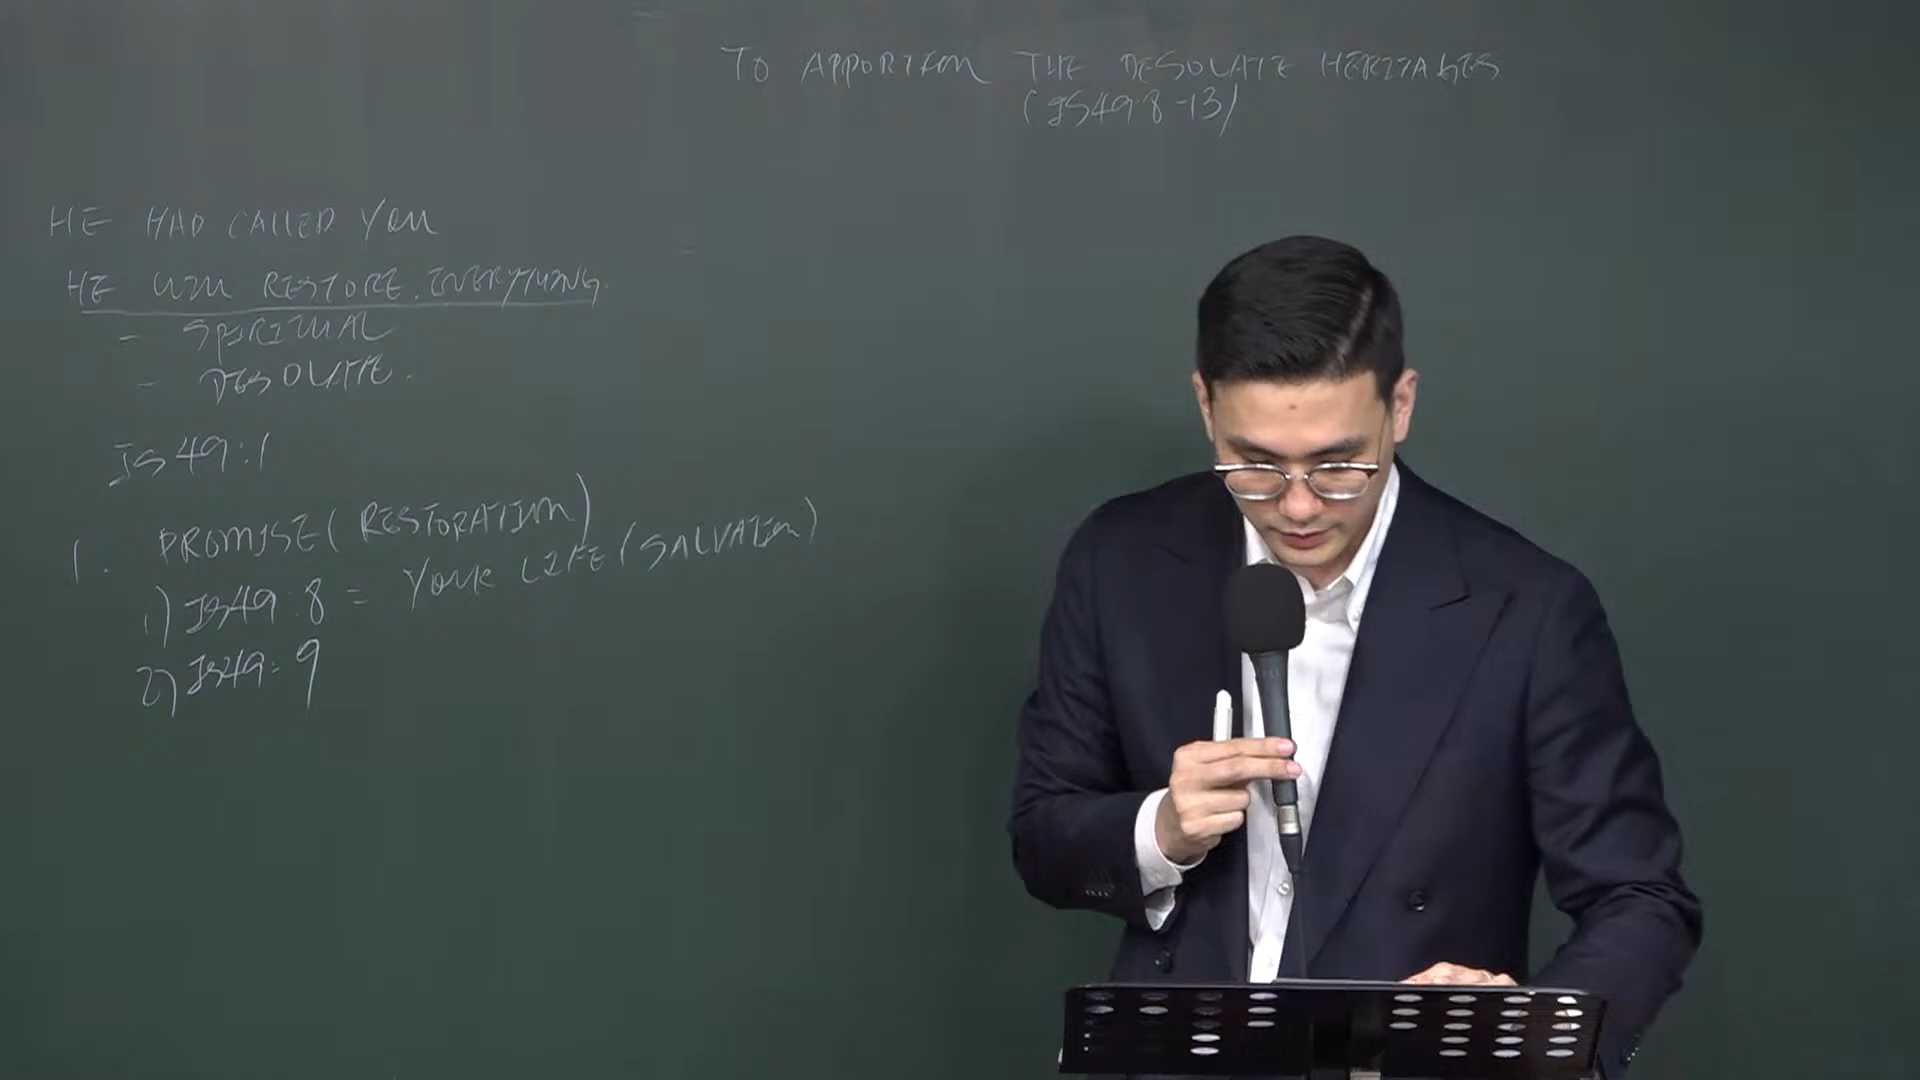 TO APPORTION THE DESOLATE HERITAGES
(IS49:8-13)
HE HAD CALLED YOU
HE WILL RESTORE EVERYTHING.
- SPIRITUAL
- DESOLATE.
Is 49:1
1. PROMISE (RESTORATION)
1) Is49:8 = YOUR LIFE (SALVATION)
2) Is49:9